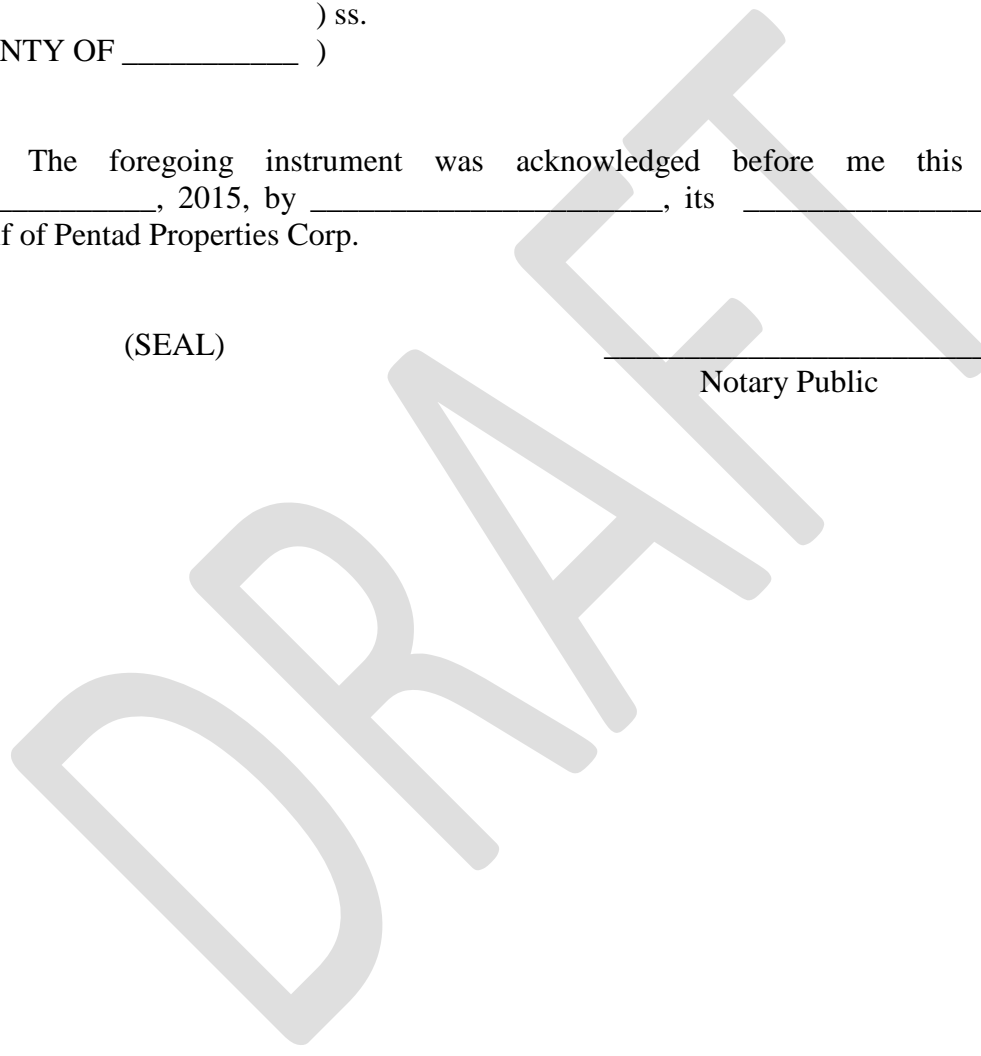 ) ss.
NTY OF ___________ )
The foregoing instrument was acknowledged before me this
__________, 2015, by ______________________, its _______________
f of Pentad Properties Corp.
(SEAL) ________________________
Notary Public
DRAFT